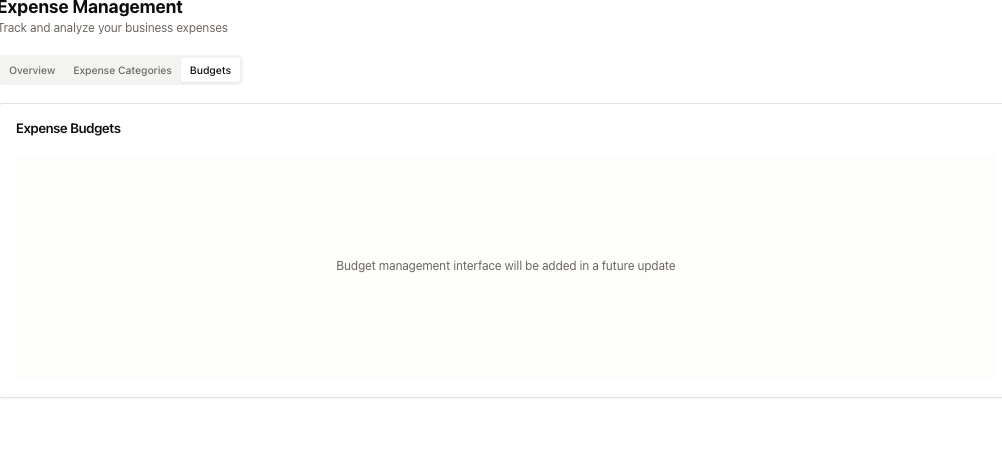 Expense Management
Track and analyze your business expenses
Overview Expense Categories Budgets
Expense Budgets
Budget management interface will be added in a future update